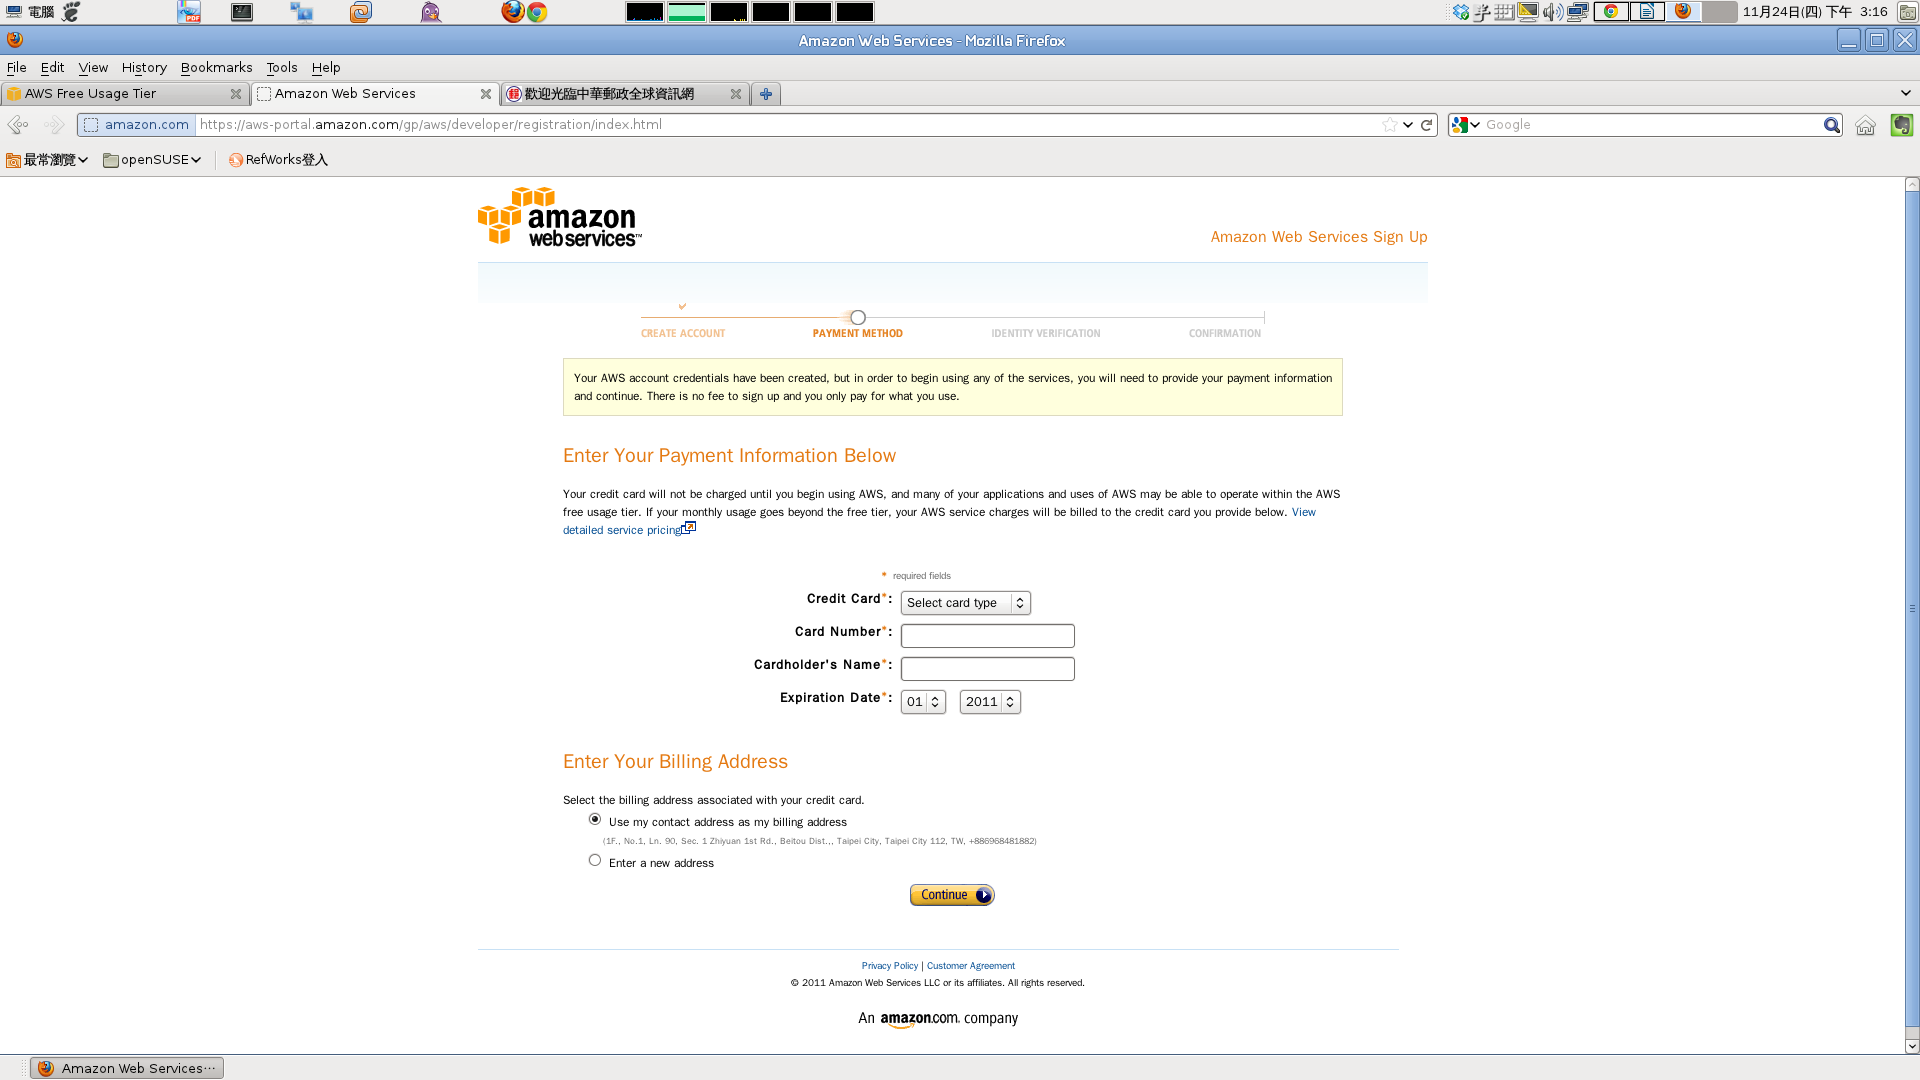 電腦
11月24日(四) 下午 3:16
Amazon Web Services - Mozilla Firefox
File Edit View History Bookmarks Tools Help
AWS Free Usage Tier
Amazon Web Services
歡迎光臨中華郵政全球資訊網
amazon.com https://aws-portal.amazon.com/gp/aws/developer/registration/index.html
Google
最常瀏覽 openSUSE RefWorks登入
amazon
webservices™
Amazon Web Services Sign Up
CREATE ACCOUNT PAYMENT METHOD IDENTITY VERIFICATION CONFIRMATION
Your AWS account credentials have been created, but in order to begin using any of the services, you will need to provide your payment information
and continue. There is no fee to sign up and you only pay for what you use.
Enter Your Payment Information Below
Your credit card will not be charged until you begin using AWS, and many of your applications and uses of AWS may be able to operate within the AWS
free usage tier. If your monthly usage goes beyond the free tier, your AWS service charges will be billed to the credit card you provide below. View
detailed service pricing
* required fields
Credit Card*: Select card type
Card Number*:
Cardholder's Name*:
Expiration Date*: 01 2011
Enter Your Billing Address
Select the billing address associated with your credit card.
Use my contact address as my billing address
(1F., No.1, Ln. 90, Sec. 1 Zhiyuan 1st Rd., Beitou Dist.,, Taipei City, Taipei City 112, TW, +886968481882)
Enter a new address
Continue
Privacy Policy | Customer Agreement
© 2011 Amazon Web Services LLC or its affiliates. All rights reserved.
An amazon.com. company
Amazon Web Services…